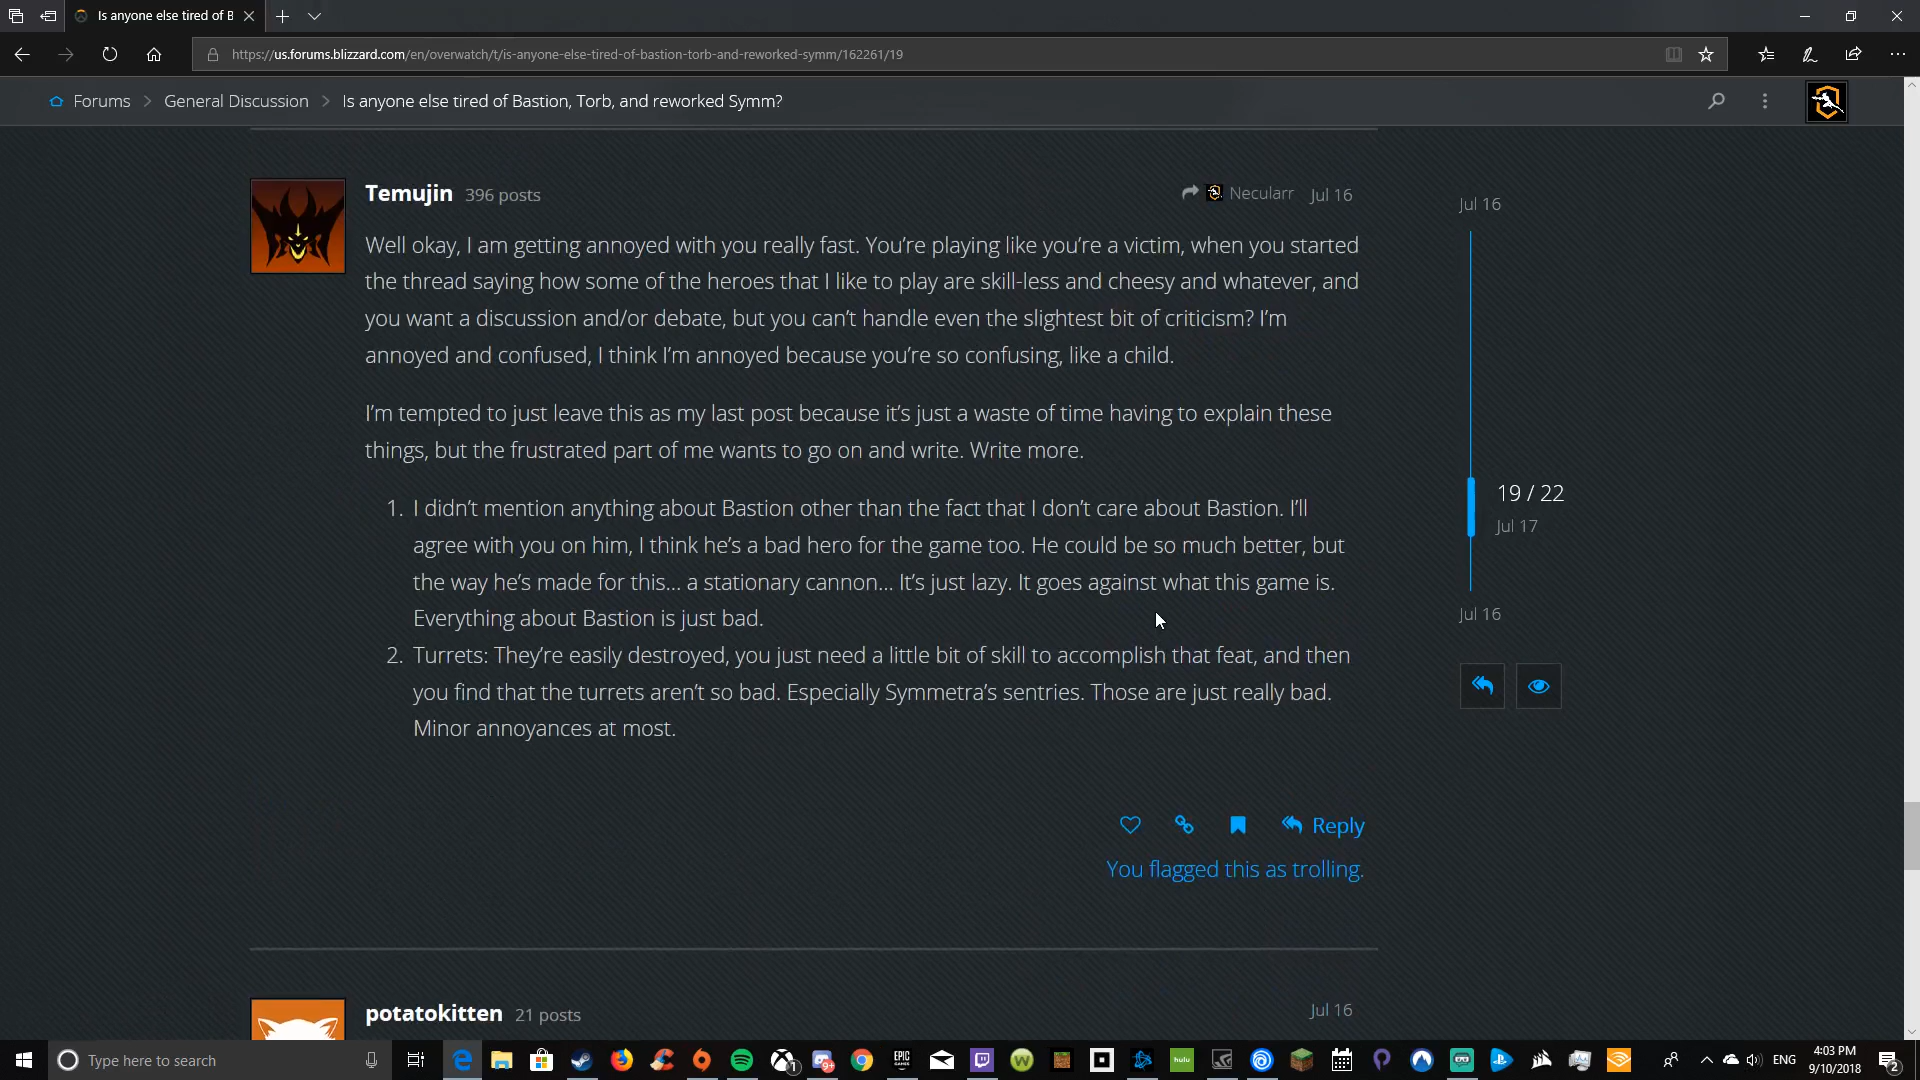 Is anyone else tired of B
https://us.forums.blizzard.com/en/overwatch/t/is-anyone-else-tired-of-bastion-torb-and-reworked-symm/162261/19
Forums > General Discussion > Is anyone else tired of Bastion, Torb, and reworked Symm?
Temujin 396 posts
Neculárr Jul 16
Well okay, I am getting annoyed with you really fast. You’re playing like you’re a victim, when you started
the thread saying how some of the heroes that I like to play are skill-less and cheesy and whatever, and
you want a discussion and/or debate, but you can’t handle even the slightest bit of criticism? I’m
annoyed and confused, I think I’m annoyed because you’re so confusing, like a child.
I’m tempted to just leave this as my last post because it’s just a waste of time having to explain these
things, but the frustrated part of me wants to go on and write. Write more.
1. I didn’t mention anything about Bastion other than the fact that I don’t care about Bastion. I’ll
agree with you on him, I think he’s a bad hero for the game too. He could be so much better, but
the way he’s made for this… a stationary cannon… It’s just lazy. It goes against what this game is.
Everything about Bastion is just bad.
2. Turrets: They’re easily destroyed, you just need a little bit of skill to accomplish that feat, and then
you find that the turrets aren’t so bad. Especially Symmetra’s sentries. Those are just really bad.
Minor annoyances at most.
Reply
You flagged this as trolling.
Jul 16
19 / 22
Jul 17
Jul 16
potatokitten 21 posts
Jul 16
Type here to search
1
9+
EPIC
GAMES
hulu
ENG
4:03 PM
9/10/2018
2